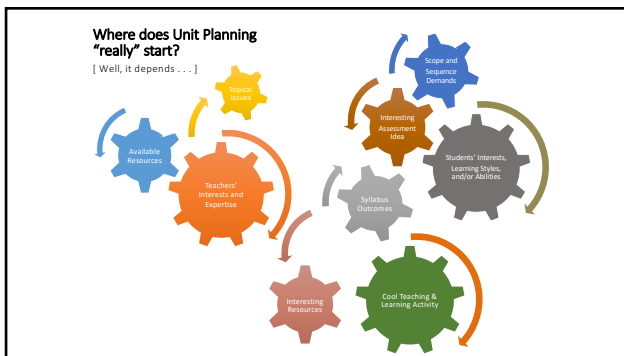 Where does Unit Planning
“really” start?
[ Well, it depends . . . ]
Topical
Issues
Scope and
Sequence
Demands
Interesting
Assessment
Idea
Available
Resources
Students’ Interests,
Learning Styles,
and/or Abilities
Teachers’
Interests and
Expertise
Syllabus
Outcomes
Interesting
Resources
Cool Teaching &
Learning Activity